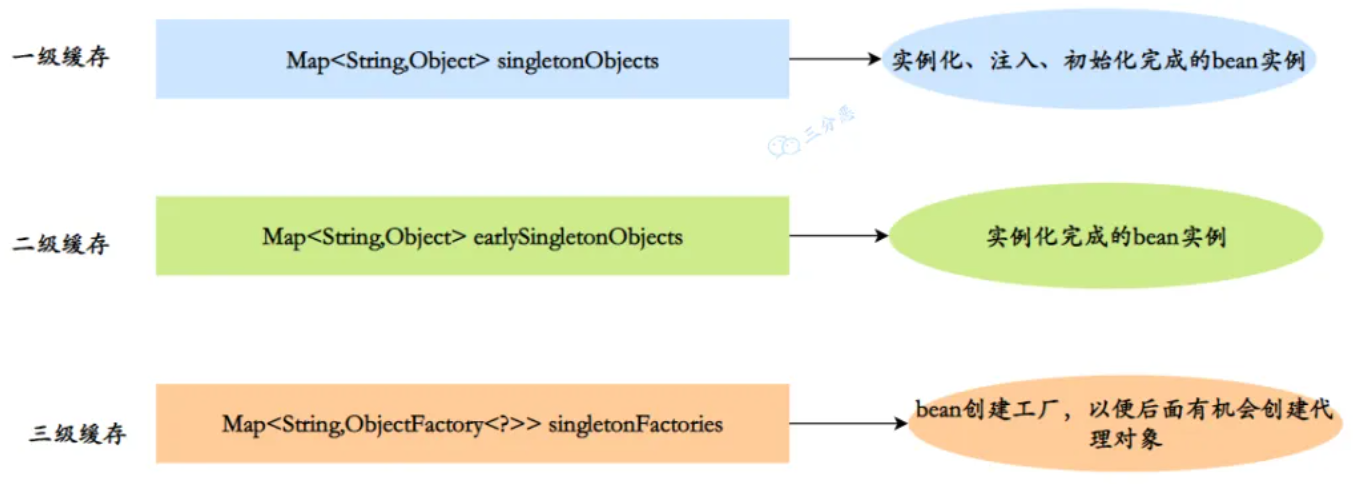 一级缓存
Map<String,Object> singletonObjects
实例化、注入、初始化完成的bean实例
三分恶
二级缓存
Map<String,Object> earlySingletonObjects
实例化完成的bean实例
三级缓存
Map<String,ObjectFactory<?>> singletonFactories
bean创建工厂，以便后面有机会创建代
理对象